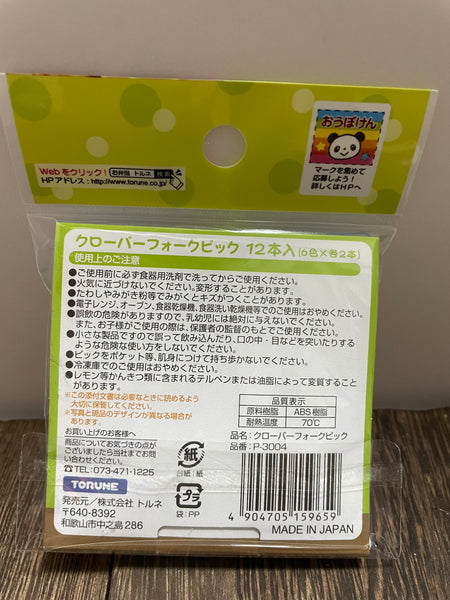 おうぼけん
マークを集めて
応募しよう！
詳しくはHPへ
Webをクリック！ お弁当 トルネ 検索
HPアドレス：http://www.torune.co.jp/
クローバーフォークピック 12本入（6色×各2本）
使用上のご注意
●ご使用前に必ず食器用洗剤で洗ってからご使用ください。
●火気に近づけないでください。変形することがあります。
●たわしやみがき粉等でみがくとキズがつくことがあります。
●電子レンジ、オーブン、食器乾燥機、食器洗い乾燥機等でのご使用はおやめください。
●誤飲の危険がありますので、乳幼児には絶対に与えないでください。
また、お子様がご使用の際は、保護者の監督のもとでご使用ください。
●小さな製品ですので誤って飲み込んだり、口の中・目などを突いたりする
ような危険な使い方をしないでください。
●ピックをポケット等、肌身につけて持ち歩かないでください。
●冷凍庫でのご使用はおやめください。
●レモン等かんきつ類に含まれるテルペンまたは油脂によって変質すること
があります。
※この添付文書は必要なときに読めるよう
大切に保管してください。
※写真と現品のデザインが異なる場合が
あります。
お買い上げのお客様へ
商品についてお気づきの点が
ございましたら当社までお問
い合わせください。
TEL:073-471-1225
TORUNE
発売元／株式会社 トルネ
〒640-8392
和歌山市中之島 286
紙
台紙：紙
プラ
袋：PP
品質表示
原料樹脂 ABS樹脂
耐熱温度 70℃
品名：クローバーフォークピック
品番：P-3004
4 904705 159659
MADE IN JAPAN